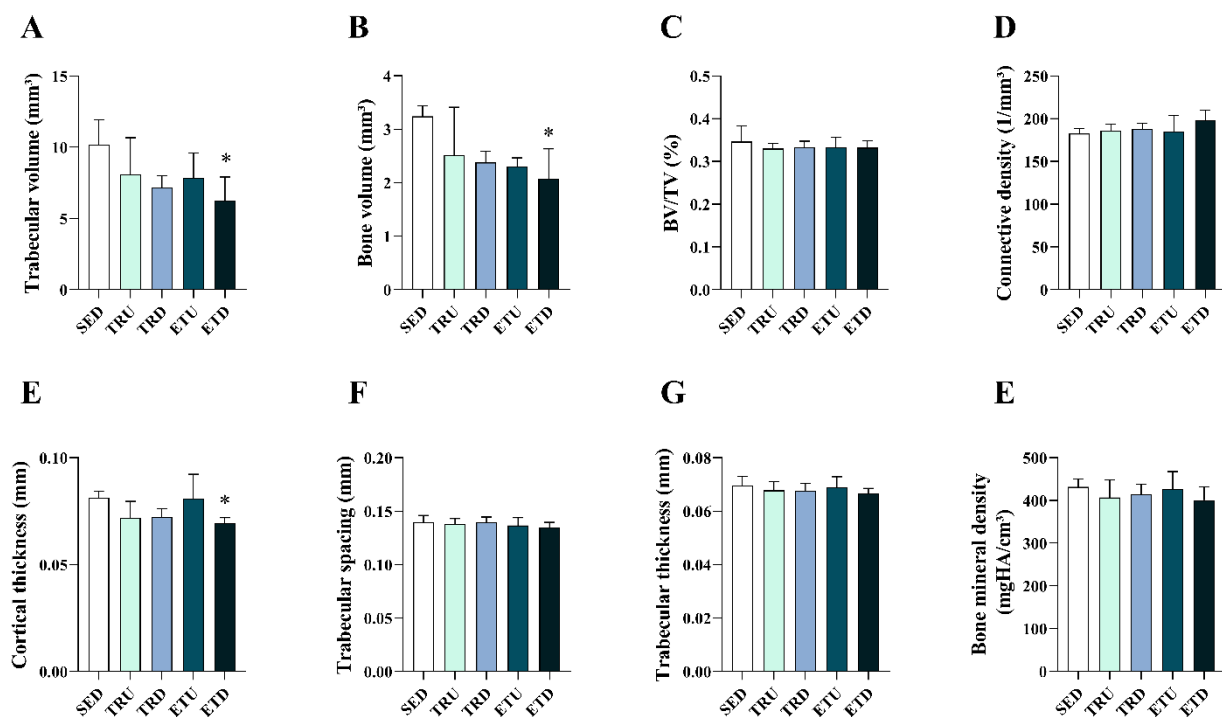 A
Trabecular volume (mm³)
15
10
5
0
*
SED
TRU
TRD
ETU
ETD
B
Bone volume (mm³)
4
3
2
1
0
*
SED
TRU
TRD
ETU
ETD
C
BV/TV (%)
0.5
0.4
0.3
0.2
0.1
0.0
SED
TRU
TRD
ETU
ETD
D
Connective density (1/mm³)
250
200
150
100
50
0
SED
TRU
TRD
ETU
ETD
E
Cortical thickness (mm)
0.10
0.05
0.00
*
SED
TRU
TRD
ETU
ETD
F
Trabecular spacing (mm)
0.20
0.15
0.10
0.05
0.00
SED
TRU
TRD
ETU
ETD
G
Trabecular thickness (mm)
0.08
0.06
0.04
0.02
0.00
SED
TRU
TRD
ETU
ETD
E
Bone mineral density
(mgHA/cm³)
500
400
300
200
100
0
SED
TRU
TRD
ETU
ETD